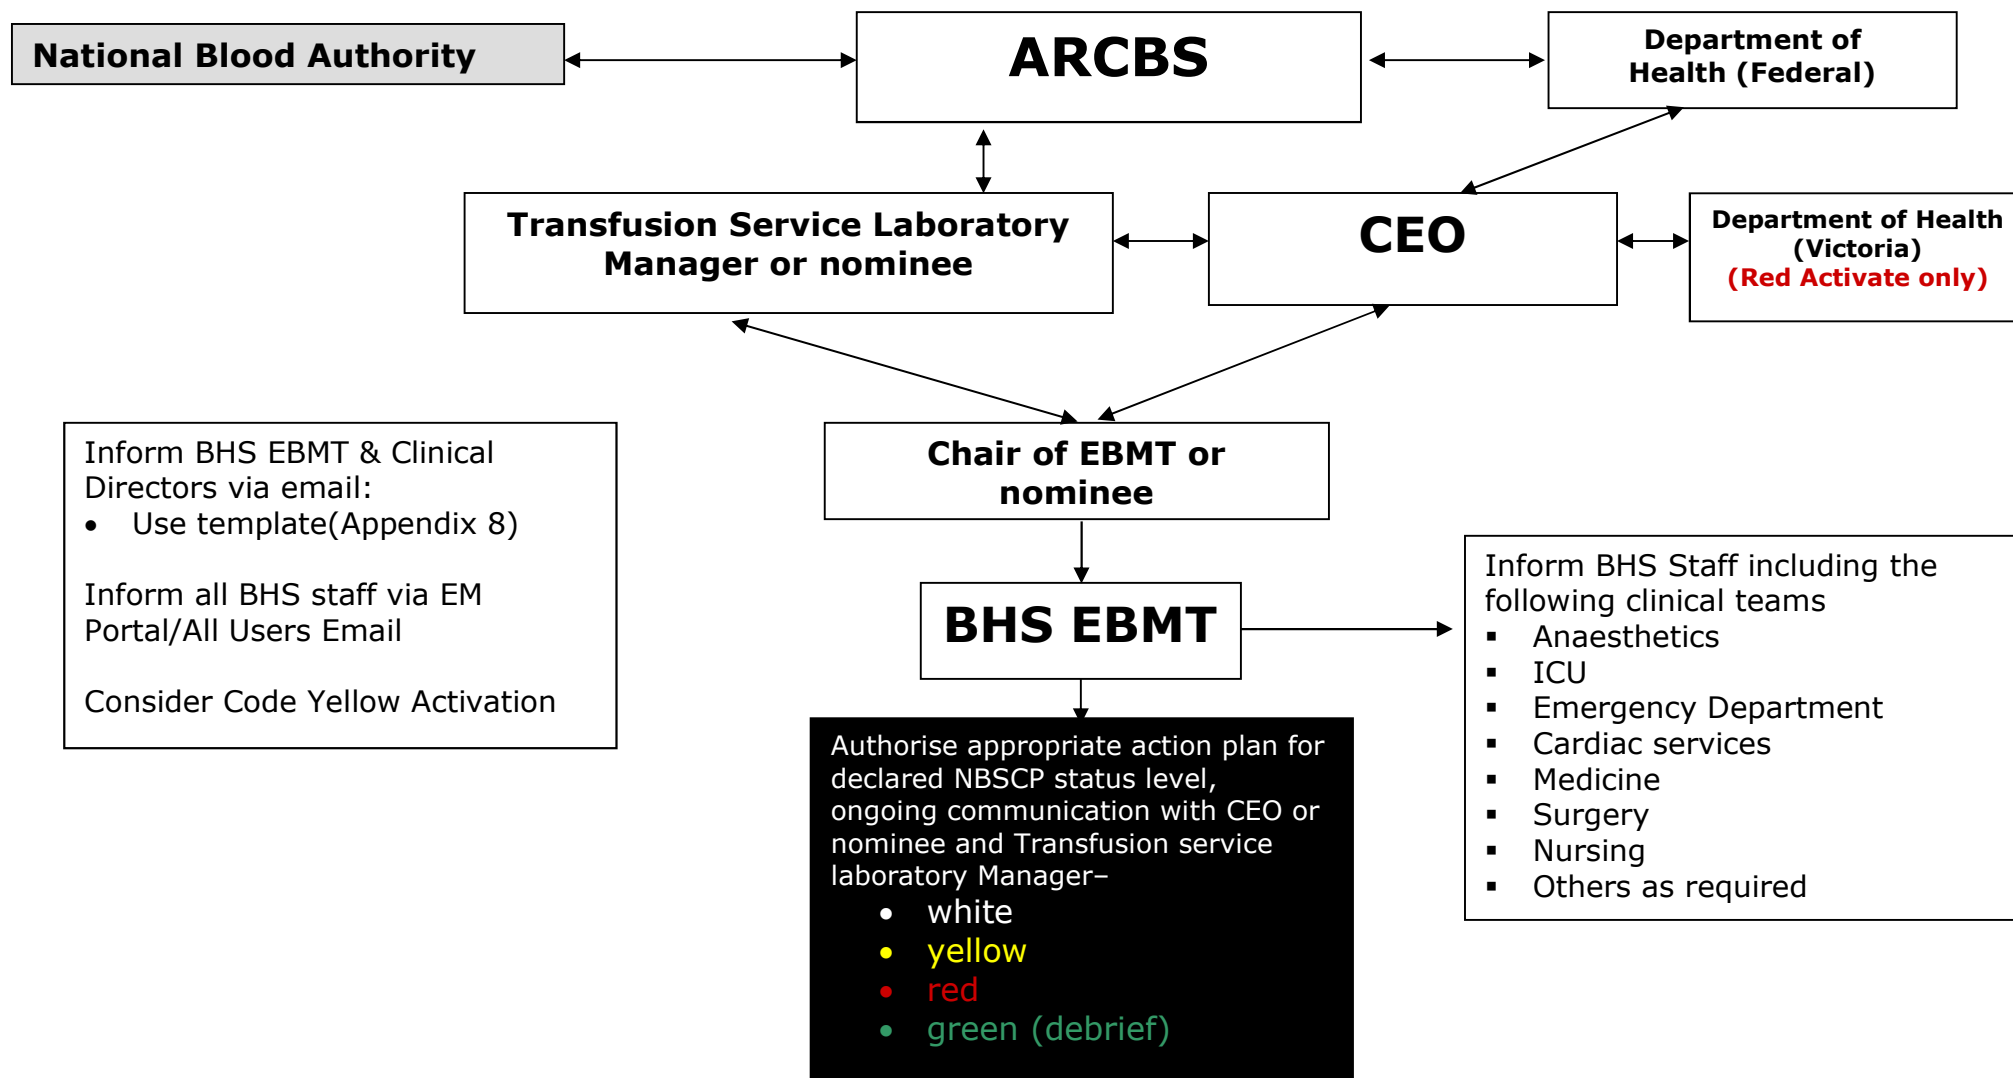 National Blood Authority
ARCBS
Department of
Health (Federal)
Transfusion Service Laboratory
Manager or nominee
CEO
Department of Health
(Victoria)
(Red Activate only)
Inform BHS EBMT & Clinical
Directors via email:
• Use template(Appendix 8)
Inform all BHS staff via EM
Portal/All Users Email
Consider Code Yellow Activation
Chair of EBMT or
nominee
BHS EBMT
Inform BHS Staff including the
following clinical teams
▪ Anaesthetics
▪ ICU
▪ Emergency Department
▪ Cardiac services
▪ Medicine
▪ Surgery
▪ Nursing
▪ Others as required
Authorise appropriate action plan for
declared NBSCP status level,
ongoing communication with CEO or
nominee and Transfusion service
laboratory Manager–
• white
• yellow
• red
• green (debrief)